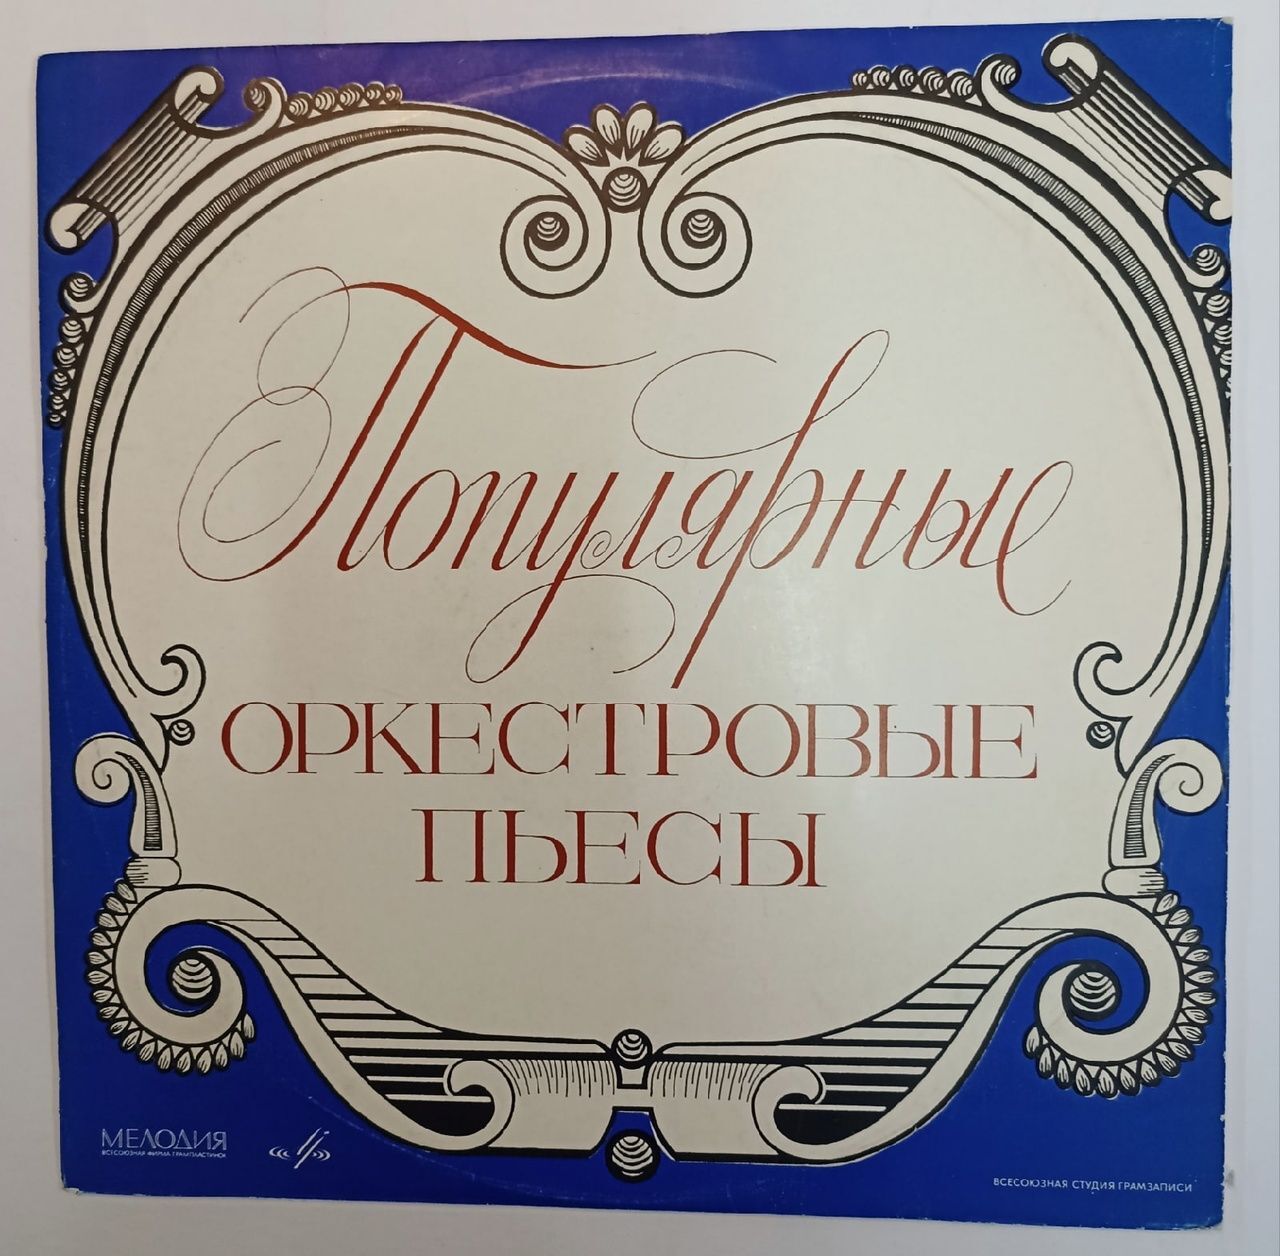 Популярные
ОРКЕСТРОВЫЕ
ПЬЕСЫ
МЕЛОДИЯ
ВСЕСОЮЗНАЯ ФИРМА ГРАМПЛАСТИНОК
ВСЕСОЮЗНАЯ СТУДИЯ ГРАМЗАПИСИ